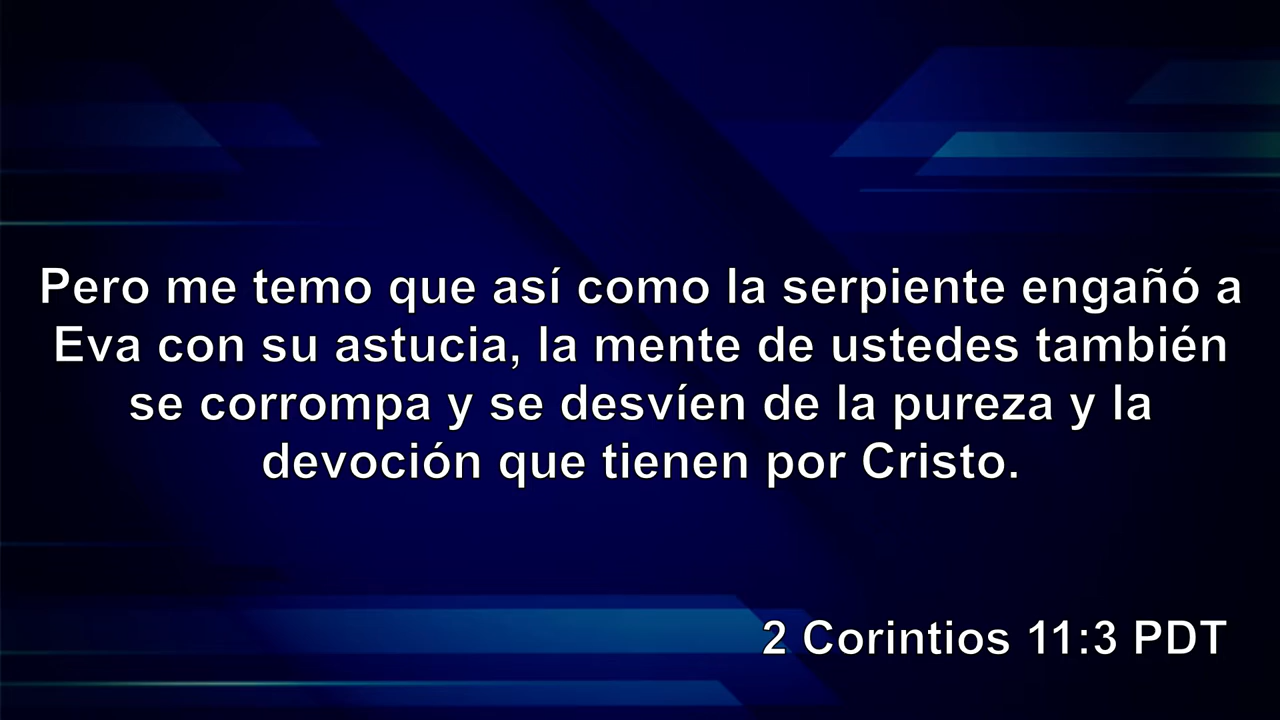 Pero me temo que así como la serpiente engañó a
Eva con su astucia, la mente de ustedes también
se corrompa y se desvíen de la pureza y la
devoción que tienen por Cristo.
2 Corintios 11:3 PDT